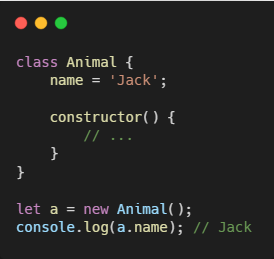 class Animal {
    name = 'Jack';

    constructor() {
        // ...
    }
}

let a = new Animal();
console.log(a.name); // Jack